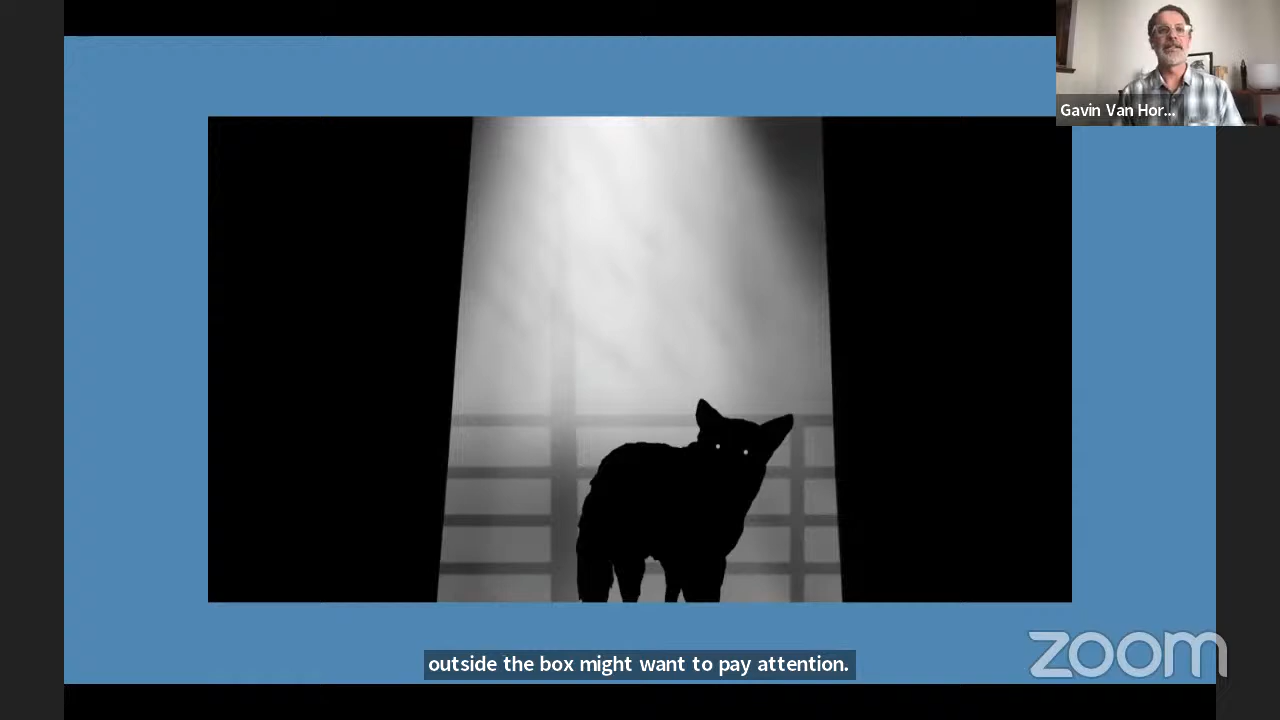 Gavin Van Hor...
outside the box might want to pay attention.
zoom